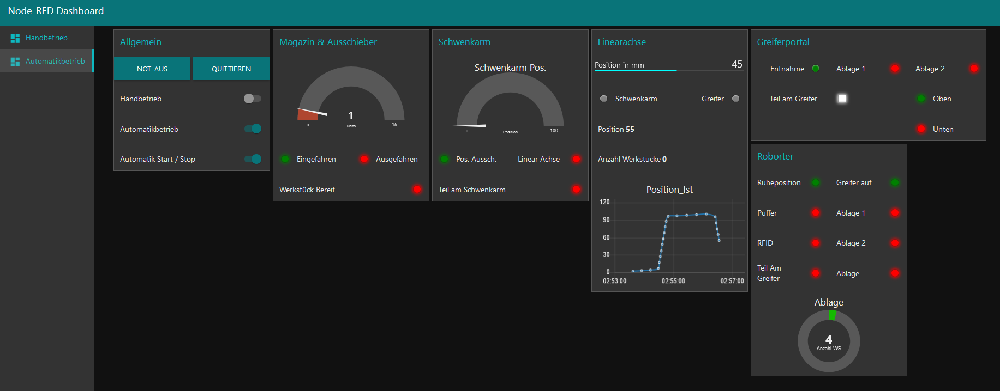 Node-RED Dashboard
Handbetrieb
Automatikbetrieb
Allgemein
NOT-AUS QUITTIEREN
Handbetrieb
Automatikbetrieb
Automatik Start / Stop
Magazin & Ausschieber
1
units
0 15
Eingefahren Ausgefahren
Werkstück Bereit
Schwenkarm
Schwenkarm Pos.
0 Position 100
Pos. Aussch. Linear Achse
Teil am Schwenkarm
Linearachse
Position in mm 45
Schwenkarm Greifer
Position 55
Anzahl Werkstücke 0
Position_Ist
120
90
60
30
0
02:53:00 02:55:00 02:57:00
Greiferportal
Entnahme Ablage 1 Ablage 2
Teil am Greifer Oben
Unten
Roborter
Ruheposition Greifer auf
Puffer Ablage 1
RFID Ablage 2
Teil Am
Greifer Ablage
Ablage
4
Anzahl WS